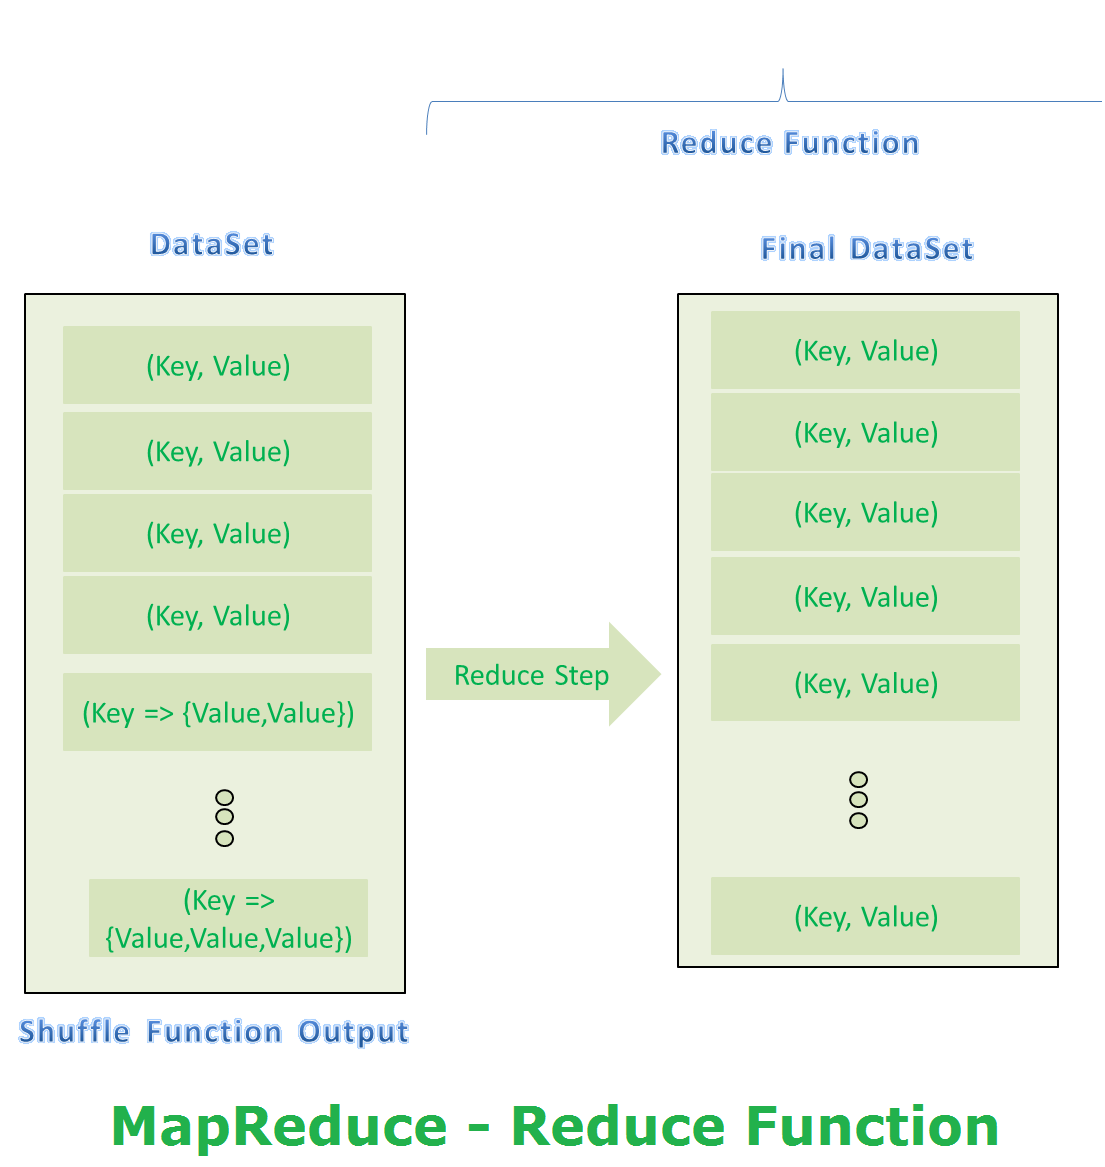 Reduce Function
DataSet
Final DataSet
(Key, Value)
(Key, Value)
(Key, Value)
(Key, Value)
(Key => {Value,Value})
(Key =>
{Value,Value,Value})
Reduce Step
(Key, Value)
(Key, Value)
(Key, Value)
(Key, Value)
(Key, Value)
(Key, Value)
Shuffle Function Output
MapReduce - Reduce Function